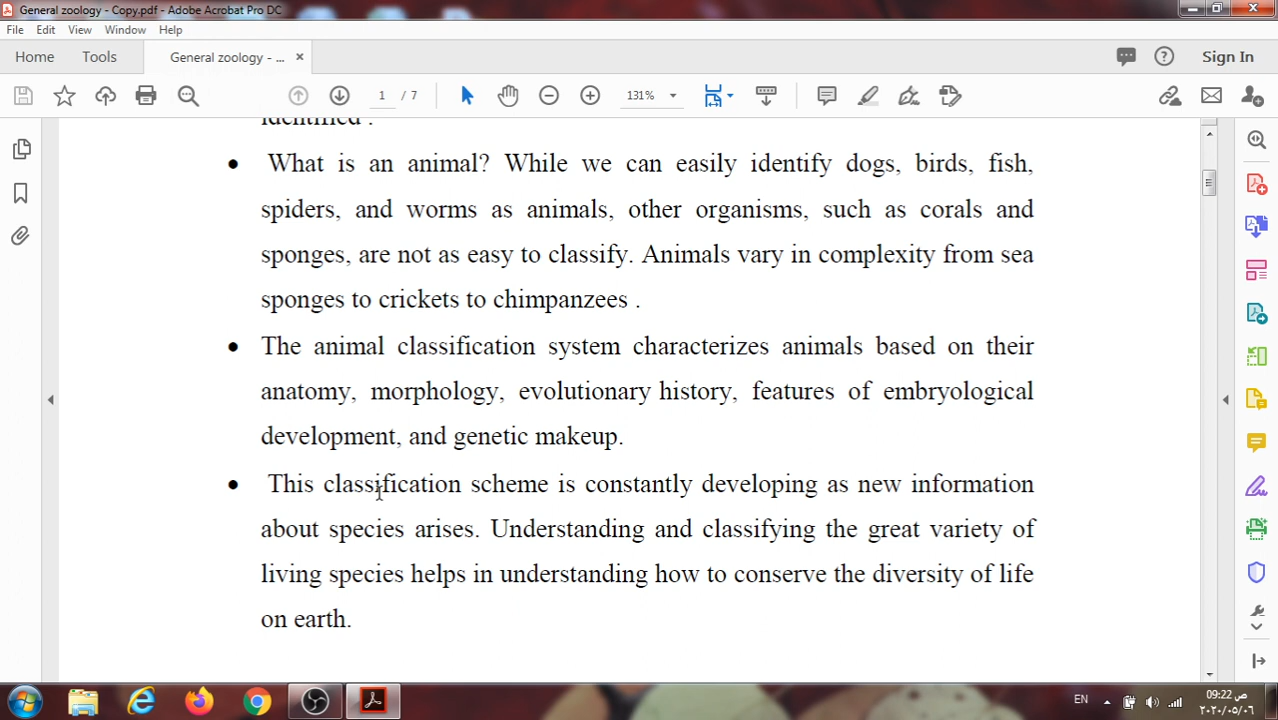 General zoology - Copy.pdf - Adobe Acrobat Pro DC
File Edit View Window Help
Home Tools General zoology - ... × Sign In
1 / 7 131%
identified .
• What is an animal? While we can easily identify dogs, birds, fish,
spiders, and worms as animals, other organisms, such as corals and
sponges, are not as easy to classify. Animals vary in complexity from sea
sponges to crickets to chimpanzees .
• The animal classification system characterizes animals based on their
anatomy, morphology, evolutionary history, features of embryological
development, and genetic makeup.
• This classification scheme is constantly developing as new information
about species arises. Understanding and classifying the great variety of
living species helps in understanding how to conserve the diversity of life
on earth.
EN
09:22 ص
٢٠٢٠/٠٥/٠٦